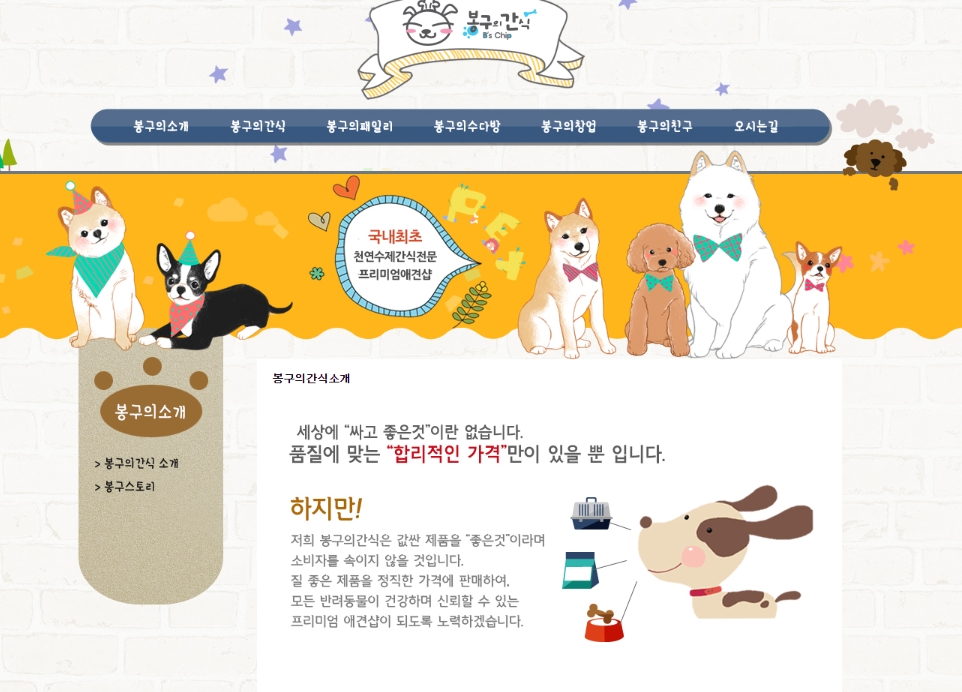 봉구의간식
B's Chip
봉구의소개 봉구의간식 봉구의패밀리 봉구의수다방 봉구의창업 봉구의친구 오시는길
PET
국내최초
천연수제간식전문
프리미엄애견샵
봉구의소개
> 봉구의간식 소개
> 봉구스토리
봉구의간식소개
세상에 “싸고 좋은것”이란 없습니다.
품질에 맞는 “합리적인 가격”만이 있을 뿐 입니다.
하지만!
저희 봉구의간식은 값싼 제품을 “좋은것”이라며
소비자를 속이지 않을 것입니다.
질 좋은 제품을 정직한 가격에 판매하여,
모든 반려동물이 건강하며 신뢰할 수 있는
프리미엄 애견샵이 되도록 노력하겠습니다.